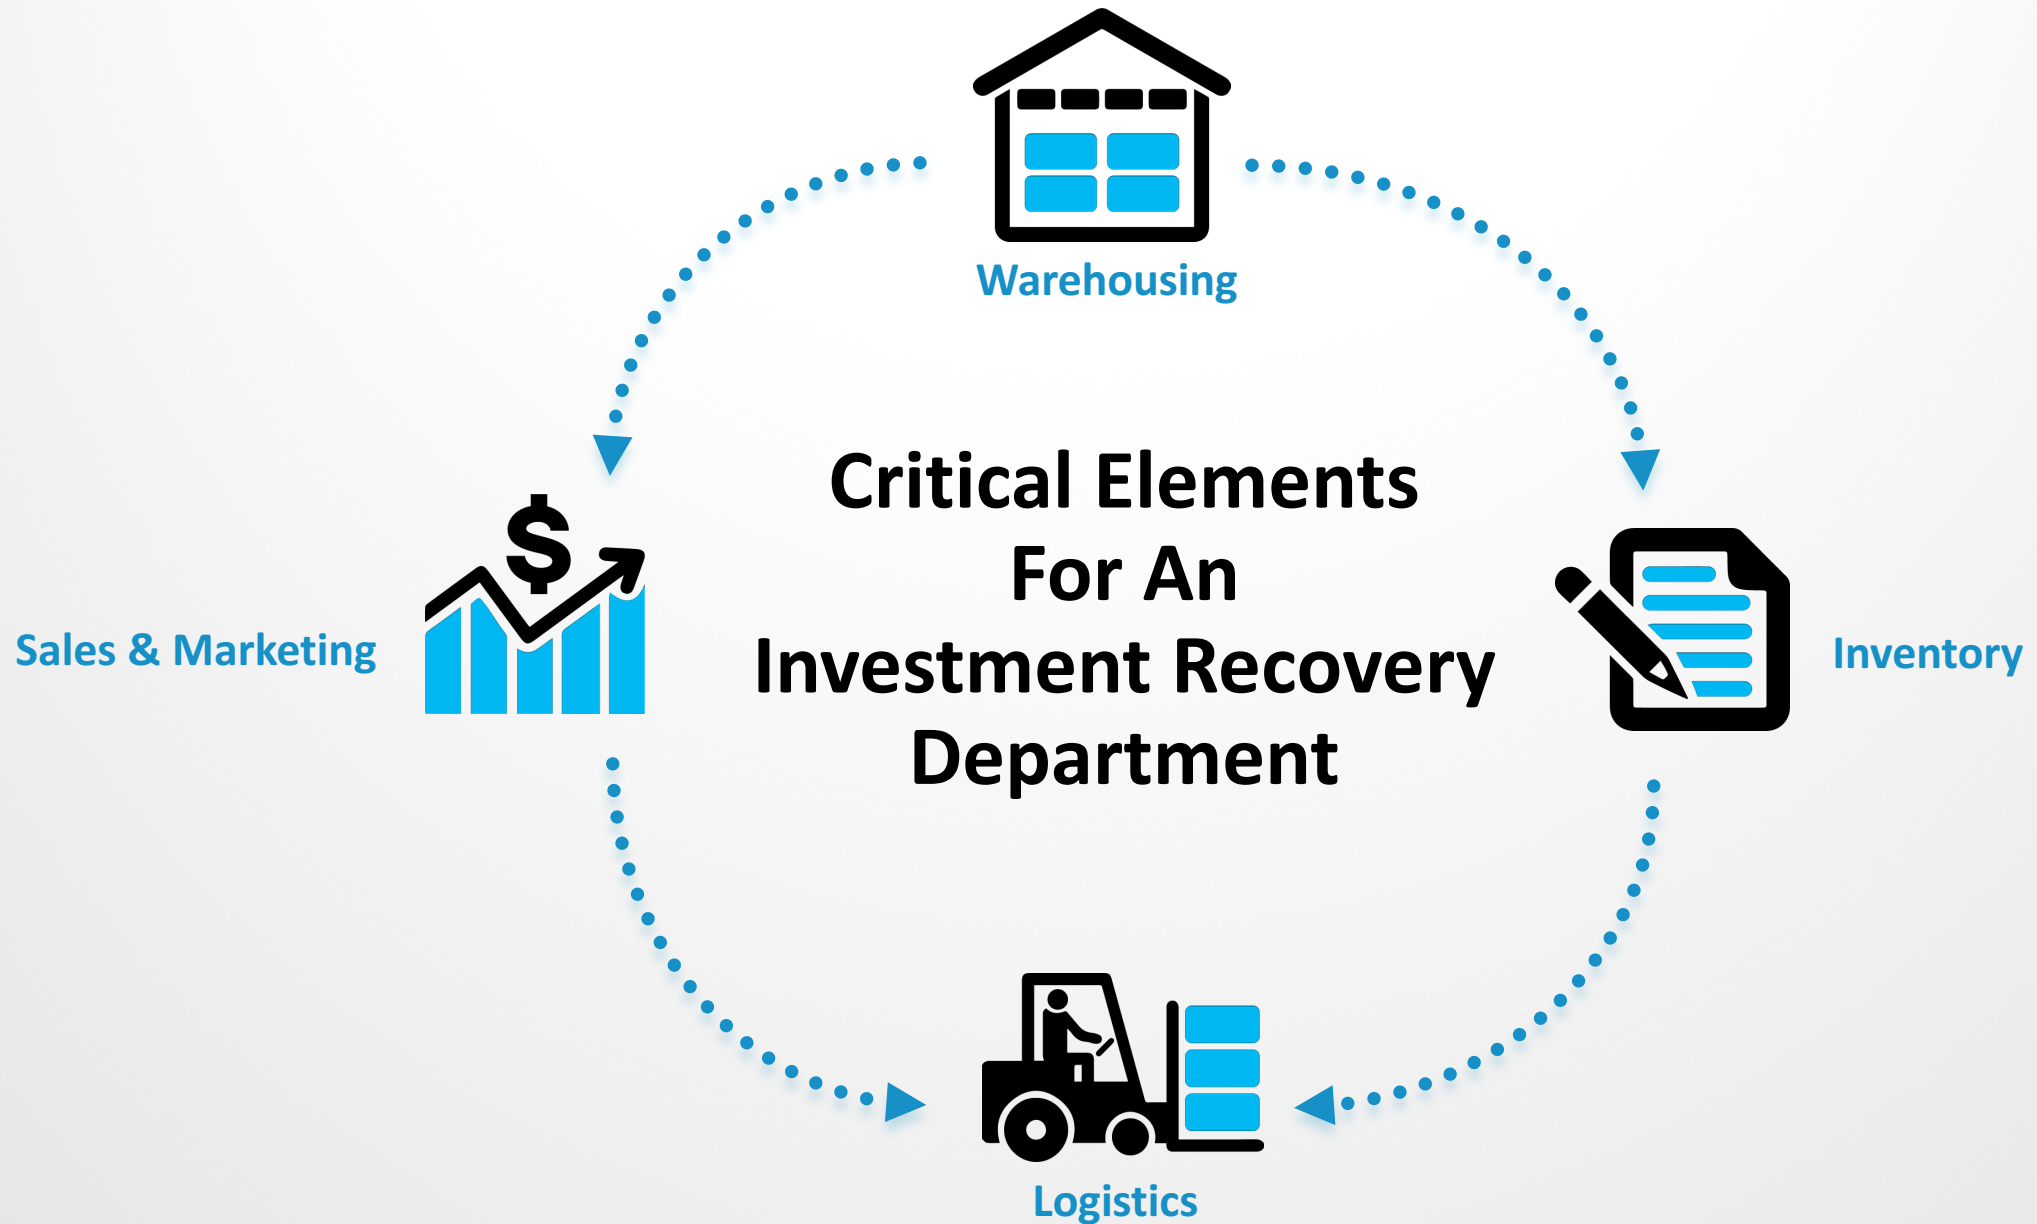 Warehousing
Critical Elements
For An
Investment Recovery
Department
Sales & Marketing
Inventory
Logistics